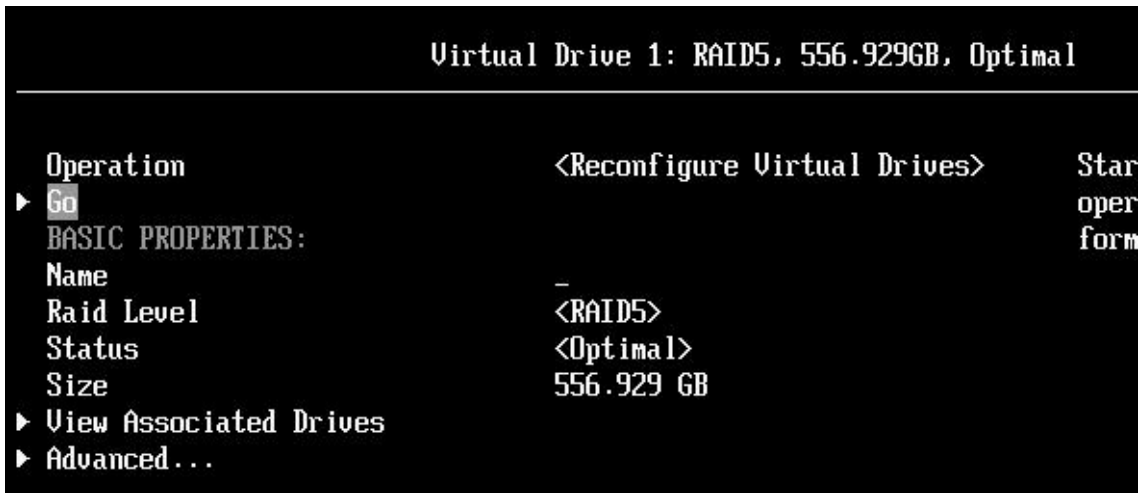 Virtual Drive 1: RAID5, 556.929GB, Optimal
Operation <Reconfigure Virtual Drives> Star
Go oper
BASIC PROPERTIES: form
Name _
Raid Level <RAID5>
Status <Optimal>
Size 556.929 GB
View Associated Drives
Advanced...